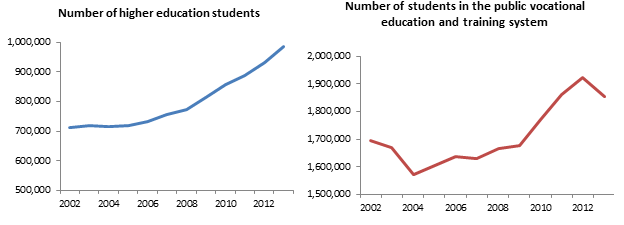 Number of higher education students
1,000,000
900,000
800,000
700,000
600,000
500,000
2002 2004 2006 2008 2010 2012
Number of students in the public vocational
education and training system
2,000,000
1,900,000
1,800,000
1,700,000
1,600,000
1,500,000
2002 2004 2006 2008 2010 2012